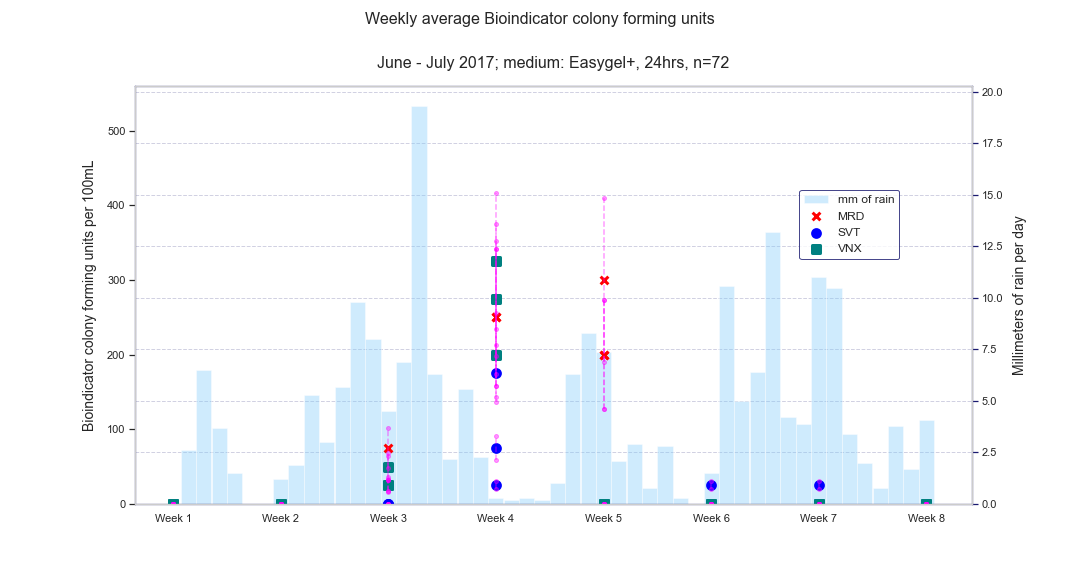 Weekly average Bioindicator colony forming units
June - July 2017; medium: Easygel+, 24hrs, n=72
Bioindicator colony forming units per 100mL
500
400
300
200
100
0
20.0
17.5
15.0
12.5
10.0
7.5
5.0
2.5
0.0
Millimeters of rain per day
mm of rain
MRD
SVT
VNX
Week 1 Week 2 Week 3 Week 4 Week 5 Week 6 Week 7 Week 8